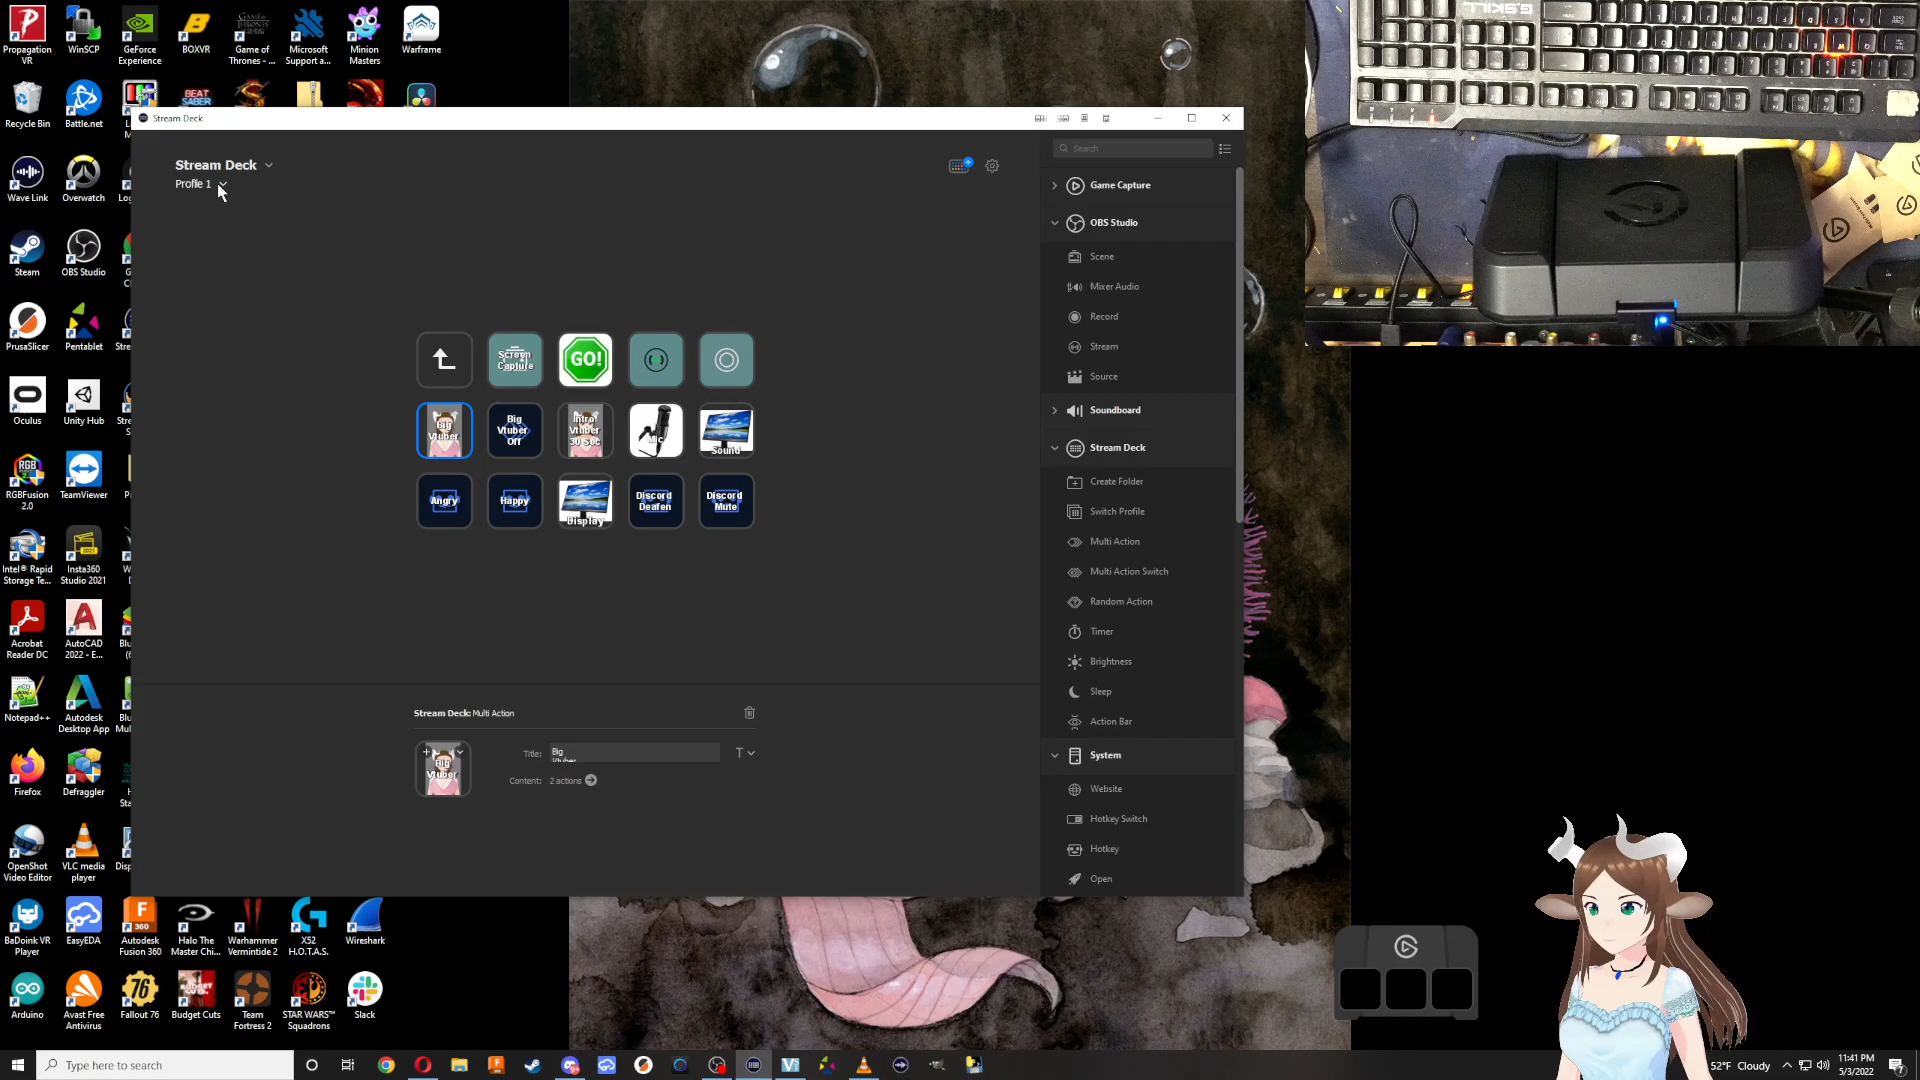 Propagation VR
WinSCP
GeForce Experience
BOXVR
Game of Thrones - ...
Microsoft Support a...
Minion Masters
Warframe
Recycle Bin
Battle.net
BEAT SABER
Wave Link
Overwatch
Steam
OBS Studio
PrusaSlicer
Pentablet
Oculus
Unity Hub
RGBFusion 2.0
TeamViewer
Intel® Rapid Storage Te...
Insta360 Studio 2021
Acrobat Reader DC
AutoCAD 2022 - E...
Notepad++
Autodesk Desktop App
Firefox
Defraggler
OpenShot Video Editor
VLC media player
BaDoink VR Player
EasyEDA
Autodesk Fusion 360
Halo The Master Chi...
Warhammer Vermintide 2
X52 H.O.T.A.S.
Wireshark
Arduino
Avast Free Antivirus
Fallout 76
Budget Cuts
Team Fortress 2
STAR WARS™ Squadrons
Slack
Stream Deck
Stream Deck
Profile 1
Screen Capture
GO!
Big Vtuber
Big Vtuber Off
Intro Vtuber 30 Sec
Mic
Sound
Angry
Happy
Display
Discord Deafen
Discord Mute
Stream Deck: Multi Action
Big Vtuber
Title:
Big
Vtuber
Content:
2 actions
Search
Game Capture
OBS Studio
Scene
Mixer Audio
Record
Stream
Source
Soundboard
Stream Deck
Create Folder
Switch Profile
Multi Action
Multi Action Switch
Random Action
Timer
Brightness
Sleep
Action Bar
System
Website
Hotkey Switch
Hotkey
Open
G.SKILL
Type here to search
52°F Cloudy
11:41 PM
5/3/2022